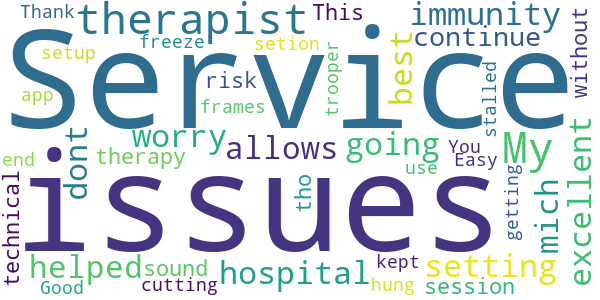 Thank therapist This immunity
setup freeze setion trooper best continue without
Service
app risk frames stalled
dont worry allows going My You Easy excellent
end therapy use
issues
technical tho getting mich
helped sound hospital kept setting
Good cutting hung session